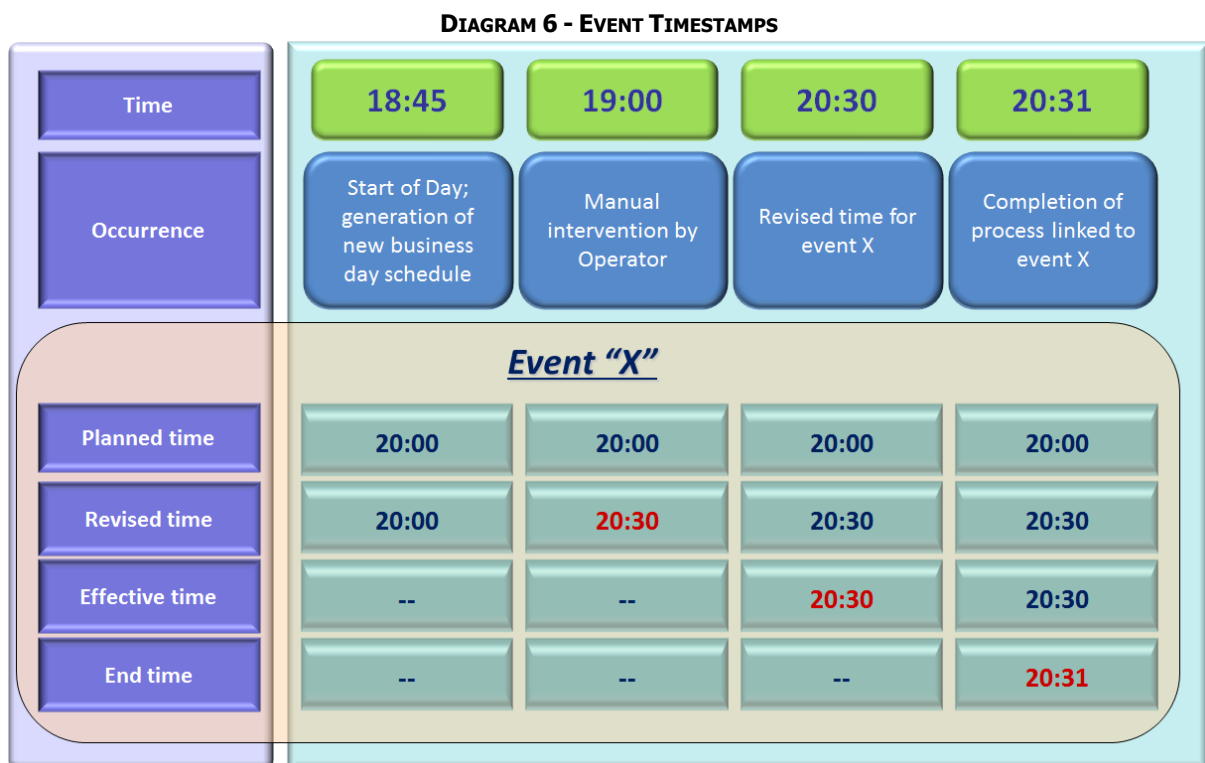 DIAGRAM 6 - EVENT TIMESTAMPS
Time
18:45
19:00
20:30
20:31
Occurrence
Start of Day;
generation of
new business
day schedule
Manual
intervention by
Operator
Revised time for
event X
Completion of
process linked to
event X
Event “X”
Planned time
20:00
20:00
20:00
20:00
Revised time
20:00
20:30
20:30
20:30
Effective time
--
--
20:30
20:30
End time
--
--
--
20:31